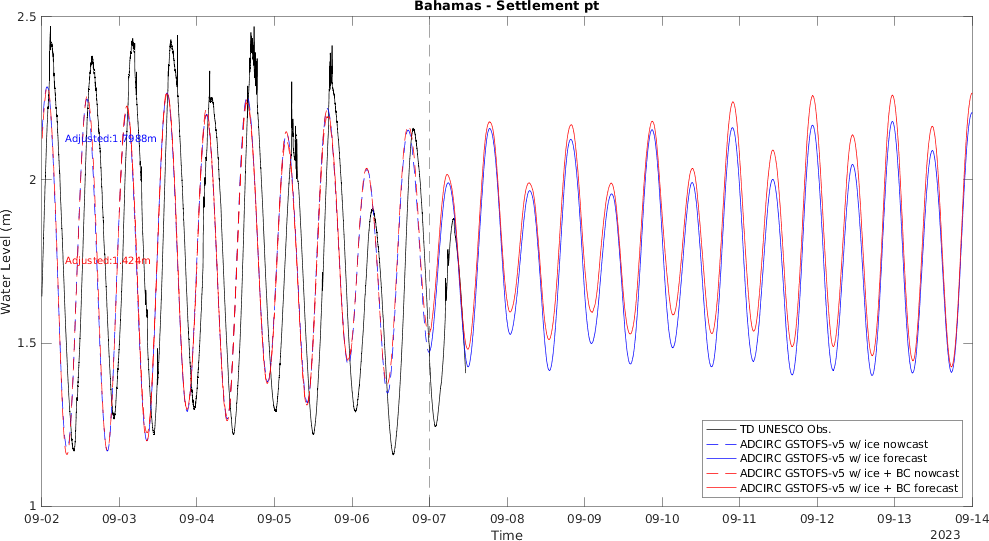 Bahamas - Settlement pt
2.5
2
1.5
1
Water Level (m)
Adjusted:1.7988m
Adjusted:1.424m
TD UNESCO Obs.
ADCIRC GSTOFS-v5 w/ ice nowcast
ADCIRC GSTOFS-v5 w/ ice forecast
ADCIRC GSTOFS-v5 w/ ice + BC nowcast
ADCIRC GSTOFS-v5 w/ ice + BC forecast
09-02 09-03 09-04 09-05 09-06 09-07 09-08 09-09 09-10 09-11 09-12 09-13 09-14
Time
2023